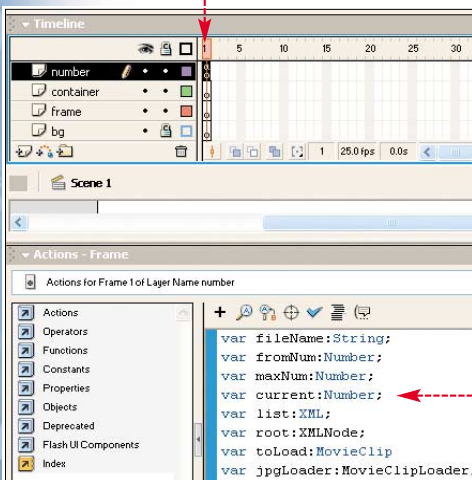 Timeline
1 5 10 15 20 25 30
number
container
frame
bg
1 25.0 fps 0.0s
Scene 1
Actions - Frame
Actions for Frame 1 of Layer Name number
Actions
Operators
Functions
Constants
Properties
Objects
Deprecated
Flash UI Components
Index
var fileName:String;
var fromNum:Number;
var maxNum:Number;
var current:Number;
var list:XML;
var root:XMLNode;
var toLoad:MovieClip
var jpgLoader:MovieClipLoader